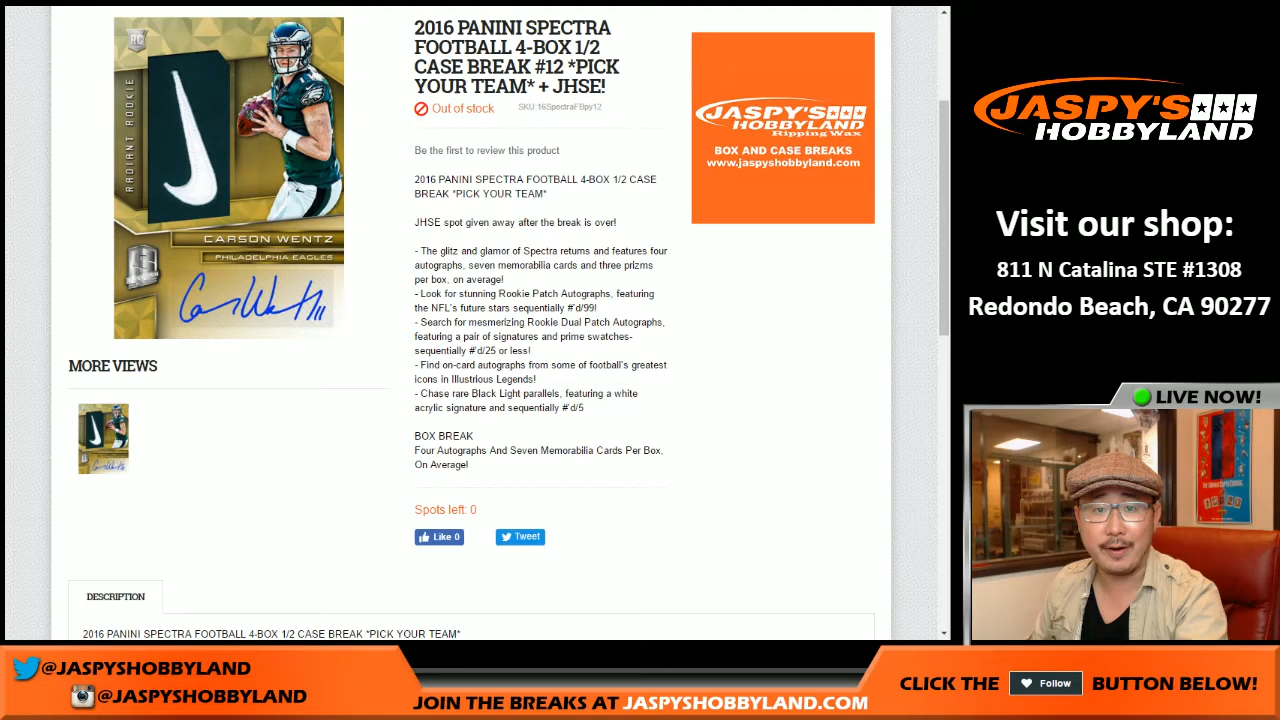 RC
RADIANT ROOKIE
CARSON WENTZ
PHILADELPHIA EAGLES
MORE VIEWS
2016 PANINI SPECTRA
FOOTBALL 4-BOX 1/2
CASE BREAK #12 *PICK
YOUR TEAM* + JHSE!
Out of stock
SKU:16SpectraFBpy12
Be the first to review this product
2016 PANINI SPECTRA FOOTBALL 4-BOX 1/2 CASE
BREAK *PICK YOUR TEAM*
JHSE spot given away after the break is over!
- The glitz and glamor of Spectra returns and features four
autographs, seven memorabilia cards and three prizms
per box, on average!
- Look for stunning Rookie Patch Autographs, featuring
the NFL's future stars sequentially #'d/99!
- Search for mesmerizing Rookie Dual Patch Autographs,
featuring a pair of signatures and prime swatches-
sequentially #'d/25 or less!
- Find on-card autographs from some of football's greatest
icons in Illustrious Legends!
- Chase rare Black Light parallels, featuring a white
acrylic signature and sequentially #'d/5
BOX BREAK
Four Autographs And Seven Memorabilia Cards Per Box,
On Average!
Spots left: 0
Like 0
Tweet
DESCRIPTION
2016 PANINI SPECTRA FOOTBALL 4-BOX 1/2 CASE BREAK *PICK YOUR TEAM*
JASPY'S
HOBBYLAND
Ripping Wax
BOX AND CASE BREAKS
www.jaspyshobbyland.com
JASPY'S
HOBBYLAND
Visit our shop:
811 N Catalina STE #1308
Redondo Beach, CA 90277
LIVE NOW!
@JASPYSHOBBYLAND
@JASPYSHOBBYLAND
JOIN THE BREAKS AT JASPYSHOBBYLAND.COM
CLICK THE Follow BUTTON BELOW!